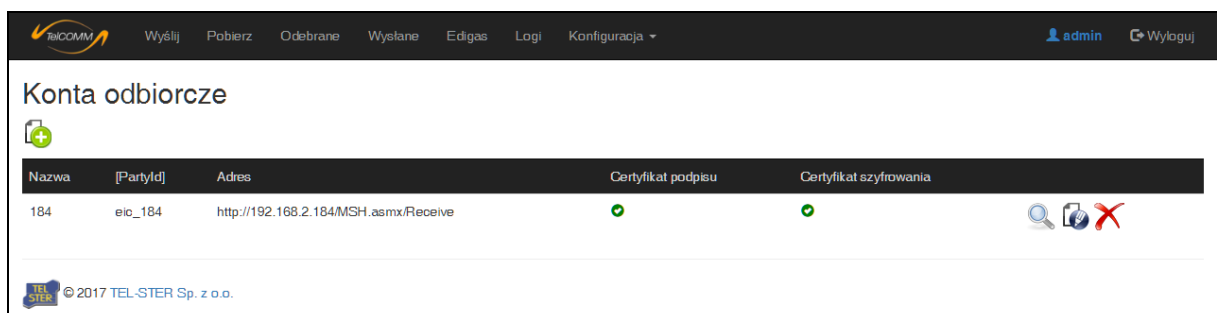 TelCOMM Wyślij Pobierz Odebrane Wysłane Edigas Logi Konfiguracja admin Wyloguj
Konta odbiorcze
Nazwa [PartyId] Adres Certyfikat podpisu Certyfikat szyfrowania
184 eic_184 http://192.168.2.184/MSH.asmx/Receive
TEL STER © 2017 TEL-STER Sp. z o.o.